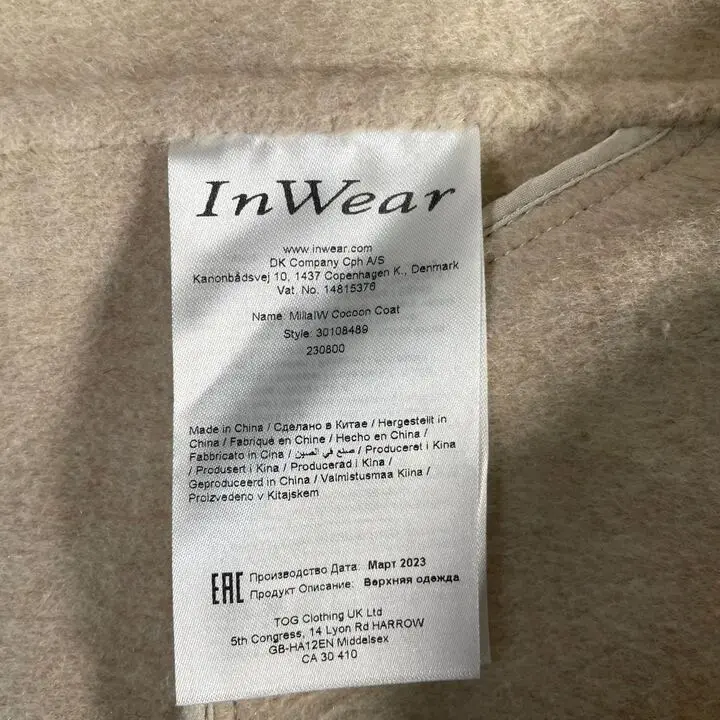 InWear
www.inwear.com
DK Company Cph A/S
Kanonbådsvej 10, 1437 Copenhagen K., Denmark
Vat. No. 14815376
Name: MillaIW Cocoon Coat
Style: 30108489
230800
Made in China / Сделано в Китае / Hergestellt in
China / Fabriqué en Chine / Hecho en China /
Fabbricato in Cina / صنع في الصين / Produceret i Kina
/ Produsert i Kina / Producerad i Kina /
Geproduceerd in China / Valmistusmaa Kiina /
Proizvedeno v Kitajskem
EAC Производство Дата: Март 2023
Продукт Описание: Верхняя одежда
TOG Clothing UK Ltd
5th Congress, 14 Lyon Rd HARROW
GB-HA12EN Middelsex
CA 30 410